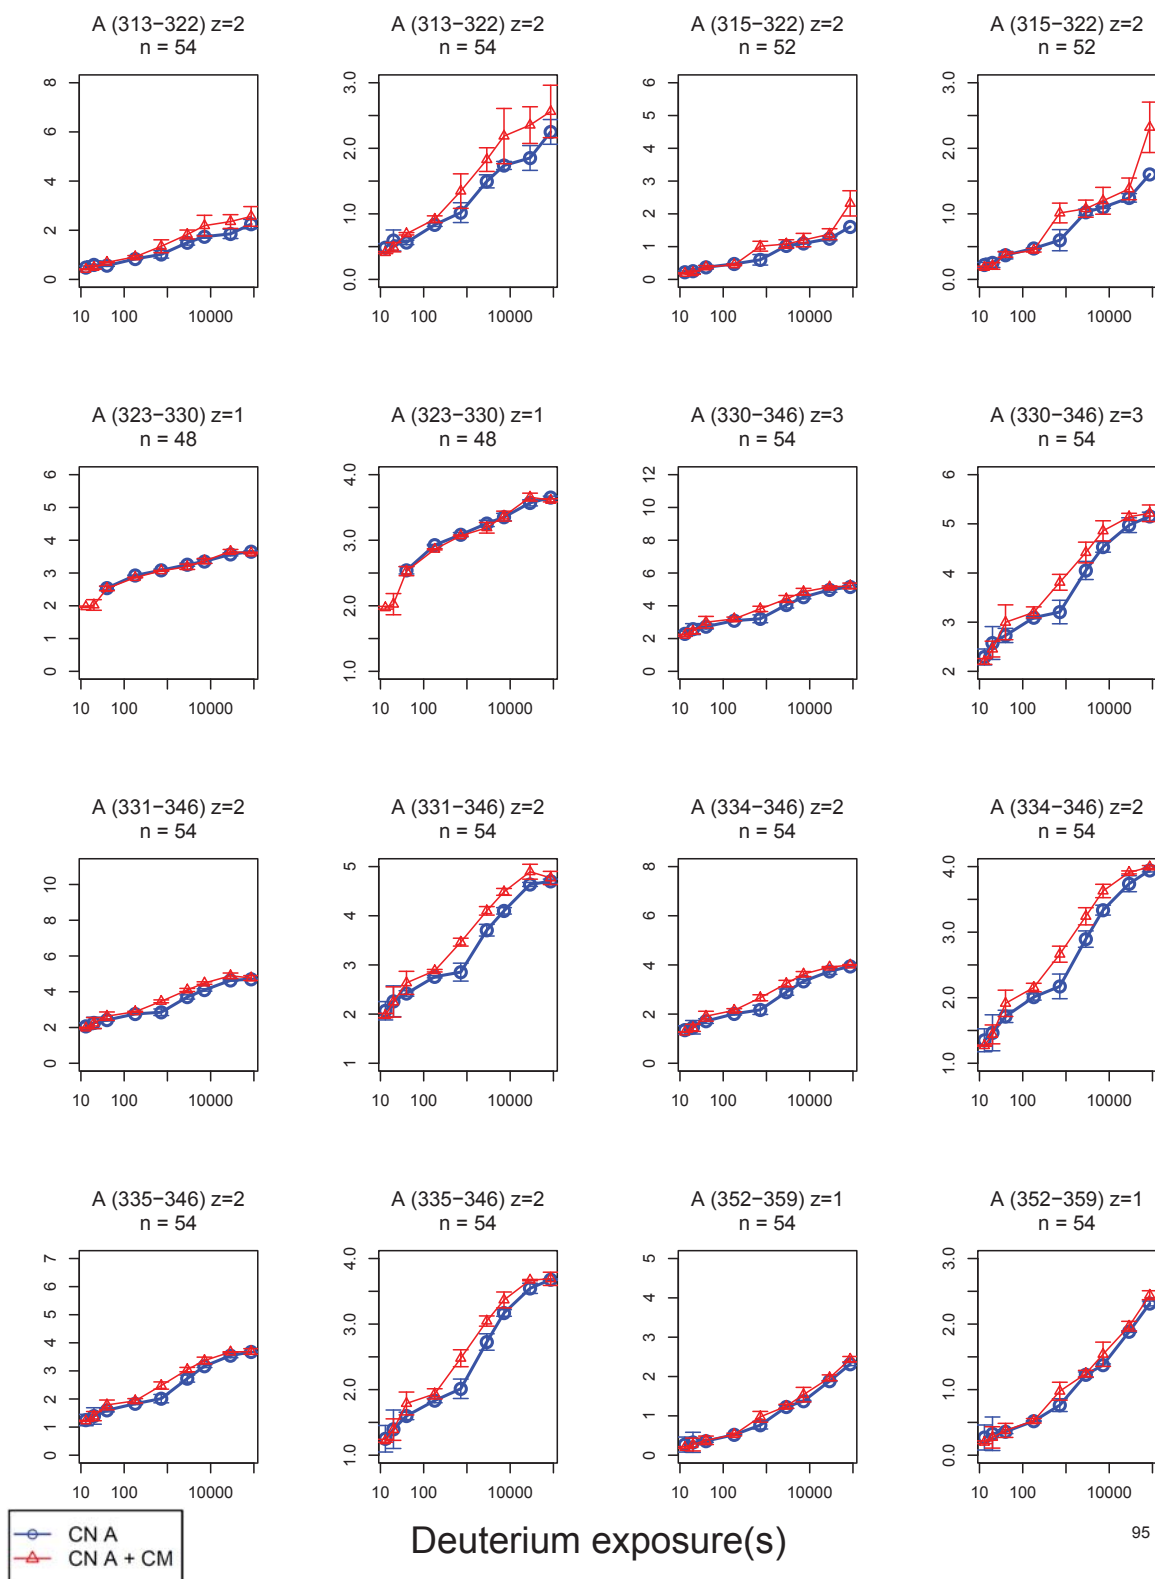 A (313−322) z=2
n = 54
A (313−322) z=2
n = 54
A (315−322) z=2
n = 52
A (315−322) z=2
n = 52
0 2 4 6 8
10 100 10000
0.0 1.0 2.0 3.0
10 100 10000
0 1 2 3 4 5 6
10 100 10000
0.0 1.0 2.0 3.0
10 100 10000
A (323−330) z=1
n = 48
A (323−330) z=1
n = 48
A (330−346) z=3
n = 54
A (330−346) z=3
n = 54
0 1 2 3 4 5 6
10 100 10000
1.0 2.0 3.0 4.0
10 100 10000
0 2 4 6 8 10 12
10 100 10000
2 3 4 5 6
10 100 10000
A (331−346) z=2
n = 54
A (331−346) z=2
n = 54
A (334−346) z=2
n = 54
A (334−346) z=2
n = 54
0 2 4 6 8 10
10 100 10000
1 2 3 4 5
10 100 10000
0 2 4 6 8
10 100 10000
1.0 2.0 3.0 4.0
10 100 10000
A (335−346) z=2
n = 54
A (335−346) z=2
n = 54
A (352−359) z=1
n = 54
A (352−359) z=1
n = 54
0 1 2 3 4 5 6 7
10 100 10000
1.0 2.0 3.0 4.0
10 100 10000
0 1 2 3 4 5
10 100 10000
0.0 1.0 2.0 3.0
10 100 10000
CN A
CN A + CM
Deuterium exposure(s)
95